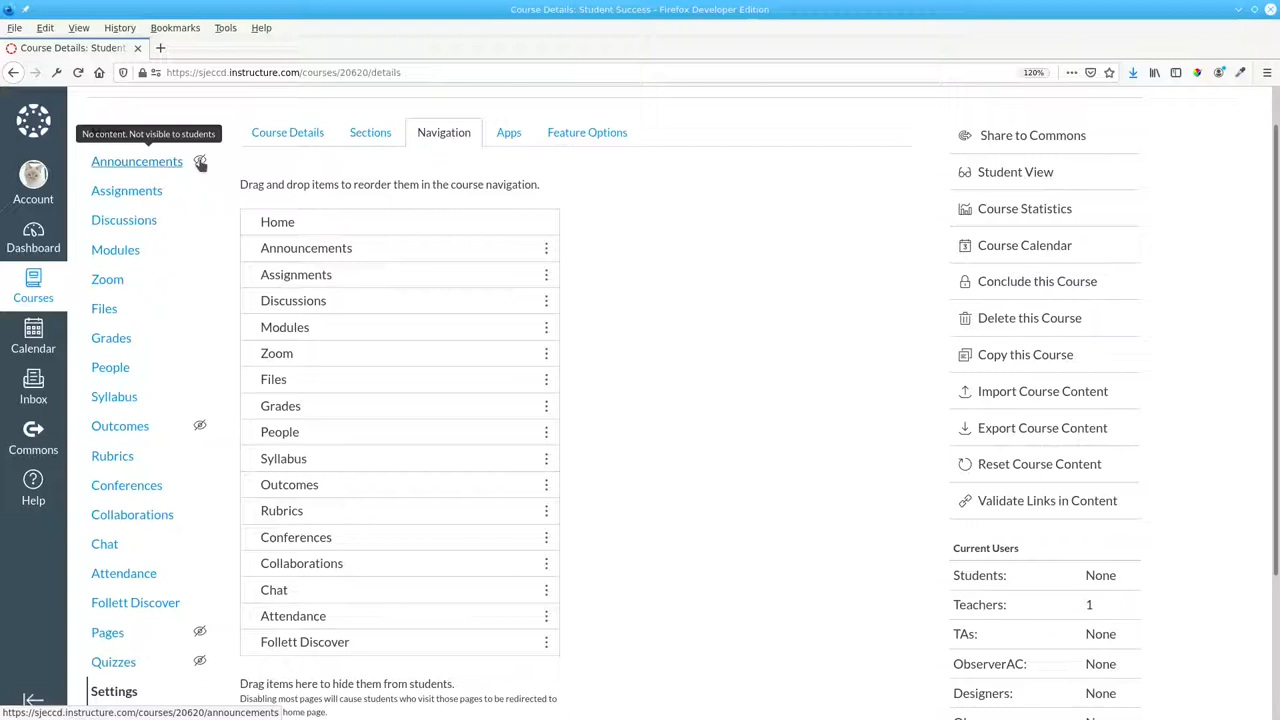 Course Details: Student Success - Firefox Developer Edition
File Edit View History Bookmarks Tools Help
Course Details: Student
https://sjeccd.instructure.com/courses/20620/details
120%
Account
Dashboard
Courses
Calendar
Inbox
Commons
Help
No content. Not visible to students
Announcements
Assignments
Discussions
Modules
Zoom
Files
Grades
People
Syllabus
Outcomes
Rubrics
Conferences
Collaborations
Chat
Attendance
Follett Discover
Pages
Quizzes
Settings
Course Details Sections Navigation Apps Feature Options
Drag and drop items to reorder them in the course navigation.
Home
Announcements
Assignments
Discussions
Modules
Zoom
Files
Grades
People
Syllabus
Outcomes
Rubrics
Conferences
Collaborations
Chat
Attendance
Follett Discover
Drag items here to hide them from students.
Disabling most pages will cause students who visit those pages to be redirected to
home page.
Share to Commons
Student View
Course Statistics
Course Calendar
Conclude this Course
Delete this Course
Copy this Course
Import Course Content
Export Course Content
Reset Course Content
Validate Links in Content
Current Users
Students: None
Teachers: 1
TAs: None
ObserverAC: None
Designers: None
https://sjeccd.instructure.com/courses/20620/announcements